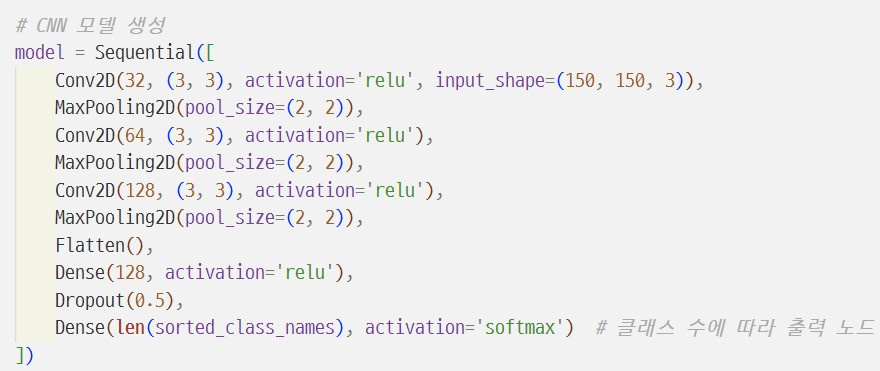 # CNN 모델 생성
model = Sequential([
    Conv2D(32, (3, 3), activation='relu', input_shape=(150, 150, 3)),
    MaxPooling2D(pool_size=(2, 2)),
    Conv2D(64, (3, 3), activation='relu'),
    MaxPooling2D(pool_size=(2, 2)),
    Conv2D(128, (3, 3), activation='relu'),
    MaxPooling2D(pool_size=(2, 2)),
    Flatten(),
    Dense(128, activation='relu'),
    Dropout(0.5),
    Dense(len(sorted_class_names), activation='softmax')  # 클래스 수에 따라 출력 노드
])